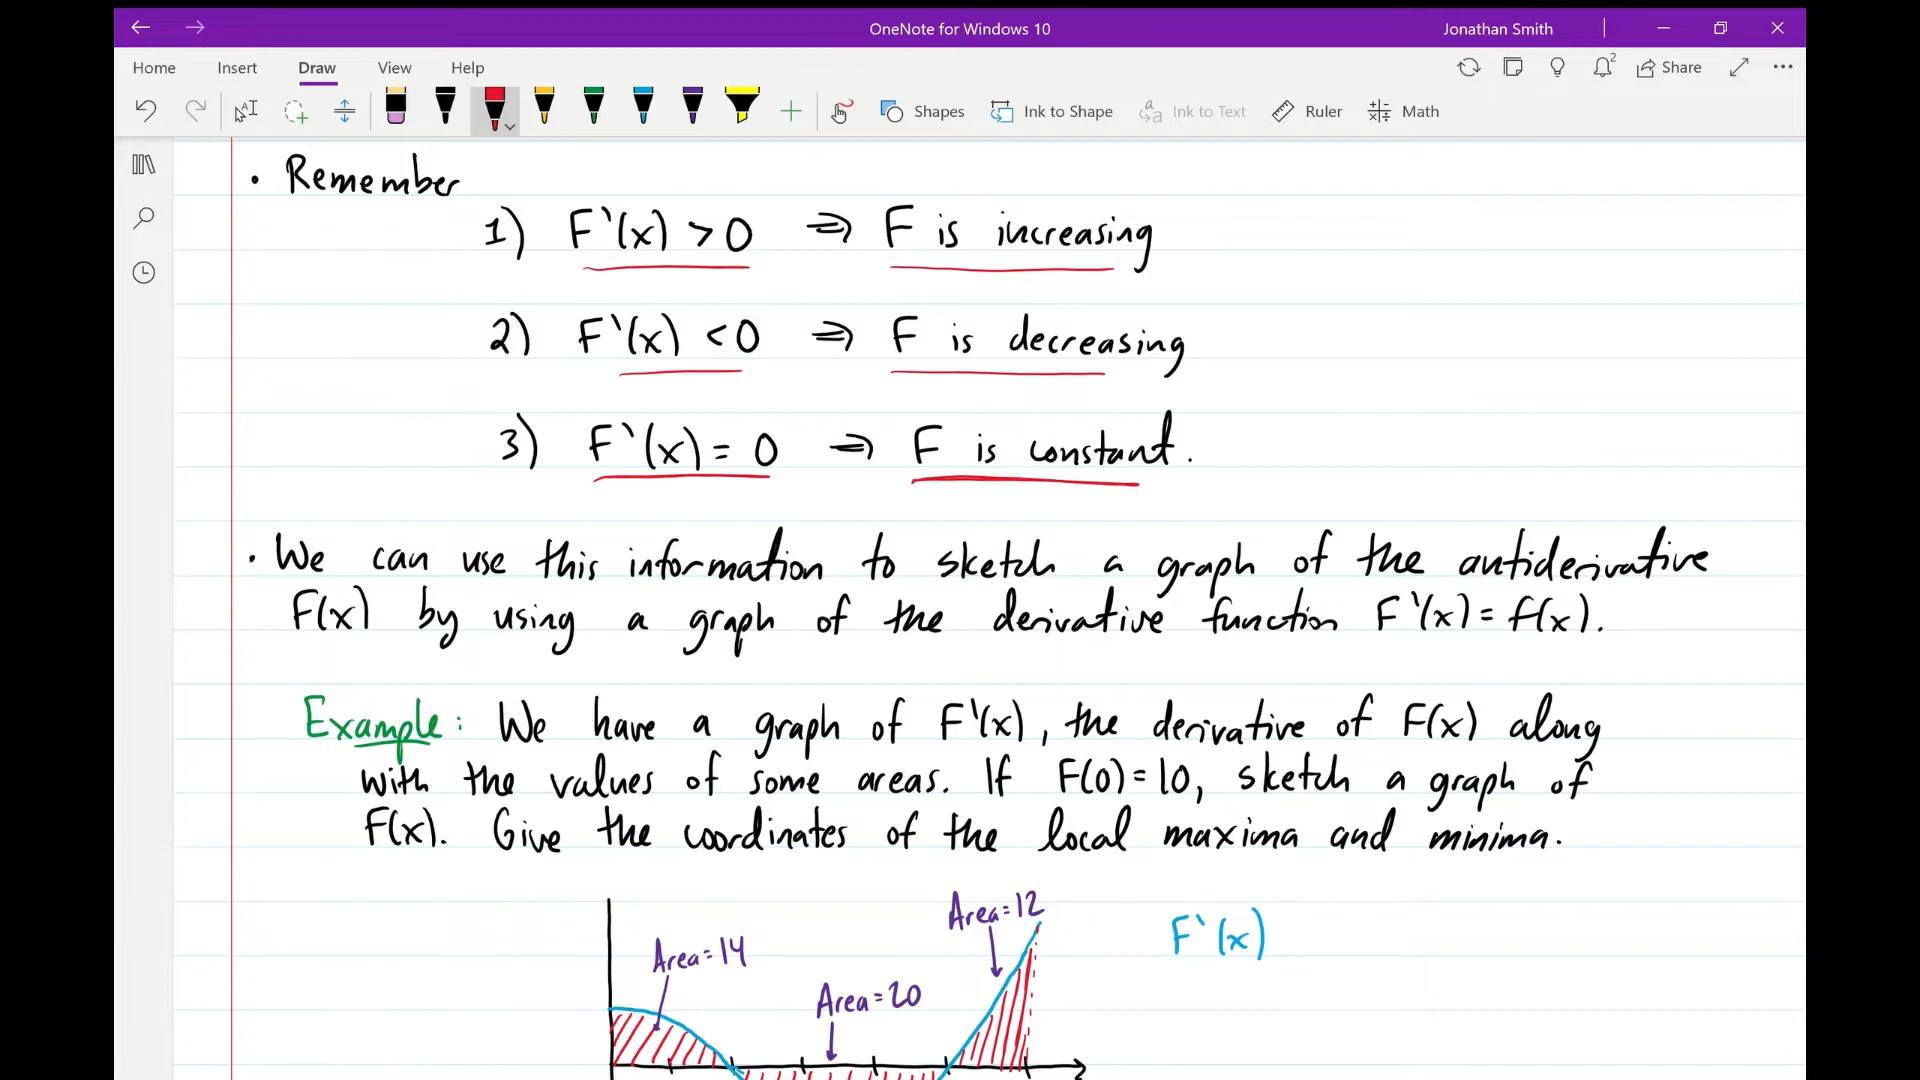 OneNote for Windows 10
Jonathan Smith
Home Insert Draw View Help
Share
Shapes Ink to Shape Ink to Text Ruler Math
• Remember
1) F'(x) > 0 ⇒ F is increasing
2) F'(x) < 0 ⇒ F is decreasing
3) F'(x) = 0 ⇒ F is constant.
• We can use this information to sketch a graph of the antiderivative
F(x) by using a graph of the derivative function F'(x) = f(x).
Example: We have a graph of F'(x), the derivative of F(x) along
with the values of some areas. If F(0) = 10, sketch a graph of
F(x). Give the coordinates of the local maxima and minima.
Area=12
F'(x)
Area=14
Area=20